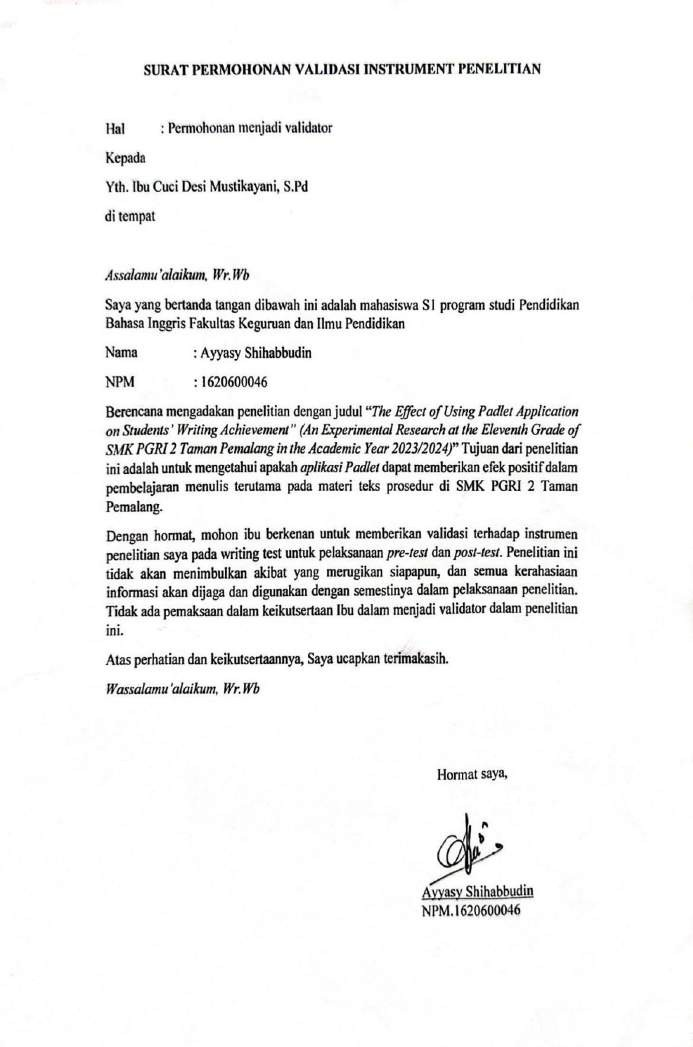 SURAT PERMOHONAN VALIDASI INSTRUMENT PENELITIAN
Hal : Permohonan menjadi validator
Kepada
Yth. Ibu Cuci Desi Mustikayani, S.Pd
di tempat
Assalamu'alaikum, Wr.Wb
Saya yang bertanda tangan dibawah ini adalah mahasiswa S1 program studi Pendidikan
Bahasa Inggris Fakultas Keguruan dan Ilmu Pendidikan
Nama : Ayyasy Shihabbudin
NPM : 1620600046
Berencana mengadakan penelitian dengan judul “The Effect of Using Padlet Application
on Students' Writing Achievement” (An Experimental Research at the Eleventh Grade of
SMK PGRI 2 Taman Pemalang in the Academic Year 2023/2024)” Tujuan dari penelitian
ini adalah untuk mengetahui apakah aplikasi Padlet dapat memberikan efek positif dalam
pembelajaran menulis terutama pada materi teks prosedur di SMK PGRI 2 Taman
Pemalang.
Dengan hormat, mohon ibu berkenan untuk memberikan validasi terhadap instrumen
penelitian saya pada writing test untuk pelaksanaan pre-test dan post-test. Penelitian ini
tidak akan menimbulkan akibat yang merugikan siapapun, dan semua kerahasiaan
informasi akan dijaga dan digunakan dengan semestinya dalam pelaksanaan penelitian.
Tidak ada pemaksaan dalam keikutsertaan Ibu dalam menjadi validator dalam penelitian
ini.
Atas perhatian dan keikutsertaannya, Saya ucapkan terimakasih.
Wassalamu'alaikum, Wr.Wb
Hormat saya,
Ayyasy Shihabbudin
NPM.1620600046